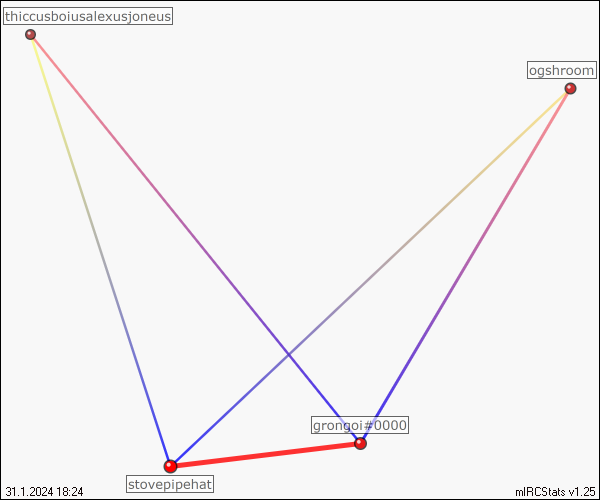 thiccusboiusalexusjoneus
ogshroom
grongoi#0000
stovepipehat
31.1.2024 18:24
mIRCStats v1.25